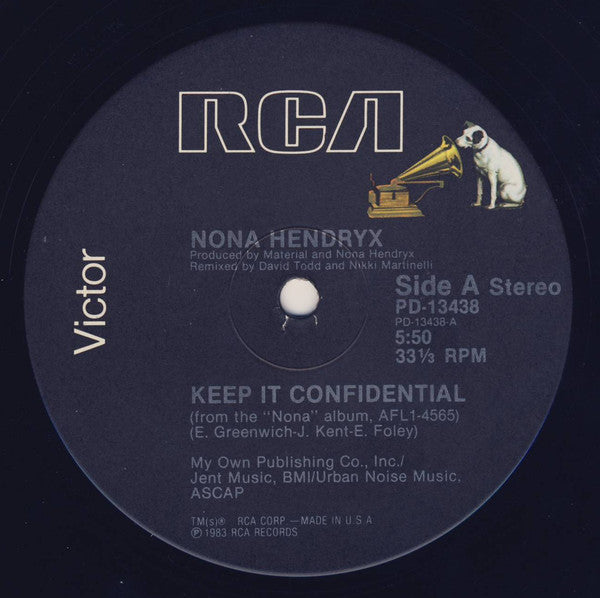 RCA
Victor
NONA HENDRYX
Produced by Material and Nona Hendryx
Remixed by David Todd and Nikki Martinelli
Side A Stereo
PD-13438
PD-13438-A
5:50
33⅓ RPM
KEEP IT CONFIDENTIAL
(from the "Nona" album, AFL1-4565)
(E. Greenwich-J. Kent-E. Foley)
My Own Publishing Co., Inc./
Jent Music, BMI/Urban Noise Music.
ASCAP
TM(s)® RCA CORP —MADE IN U S A
℗ 1983 RCA RECORDS